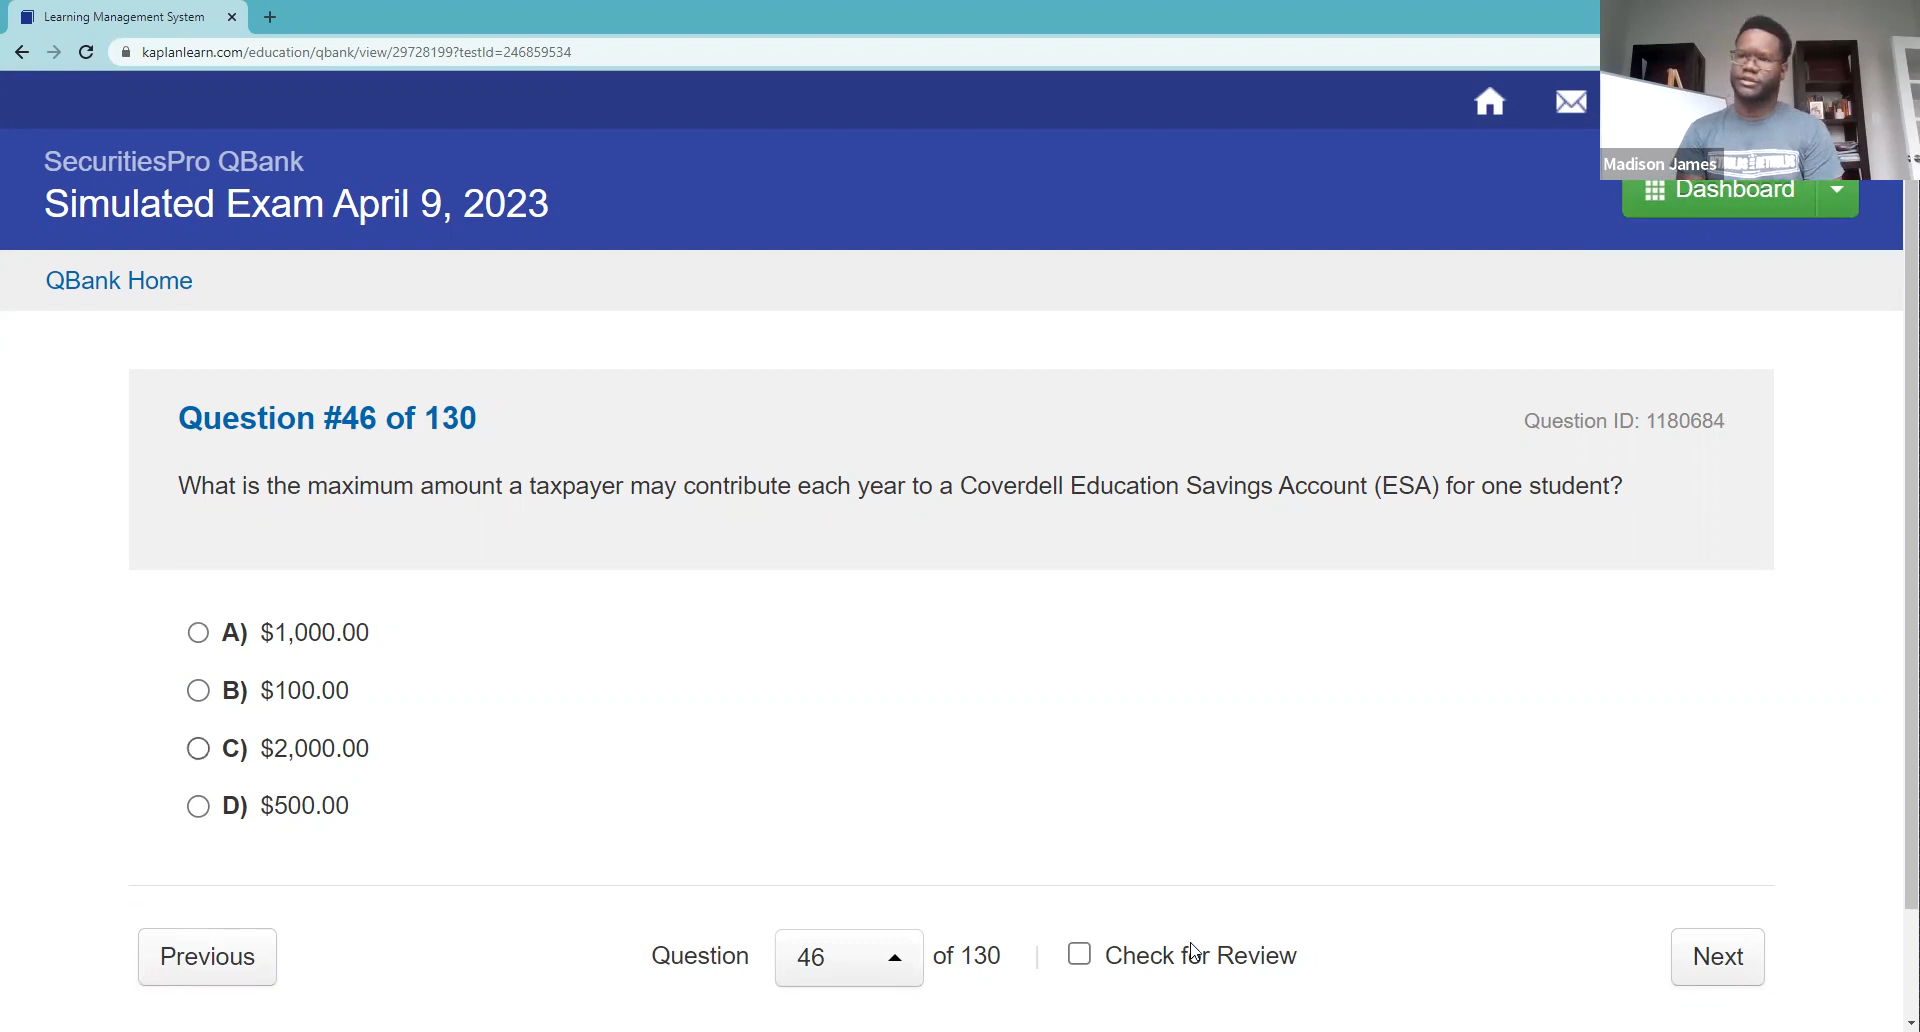 Learning Management System
kaplanlearn.com/education/qbank/view/29728199?testId=246859534
SecuritiesPro QBank
Simulated Exam April 9, 2023
Madison James
Dashboard
QBank Home
Question #46 of 130
Question ID: 1180684
What is the maximum amount a taxpayer may contribute each year to a Coverdell Education Savings Account (ESA) for one student?
A) $1,000.00
B) $100.00
C) $2,000.00
D) $500.00
Previous
Question 46 of 130 | Check for Review
Next